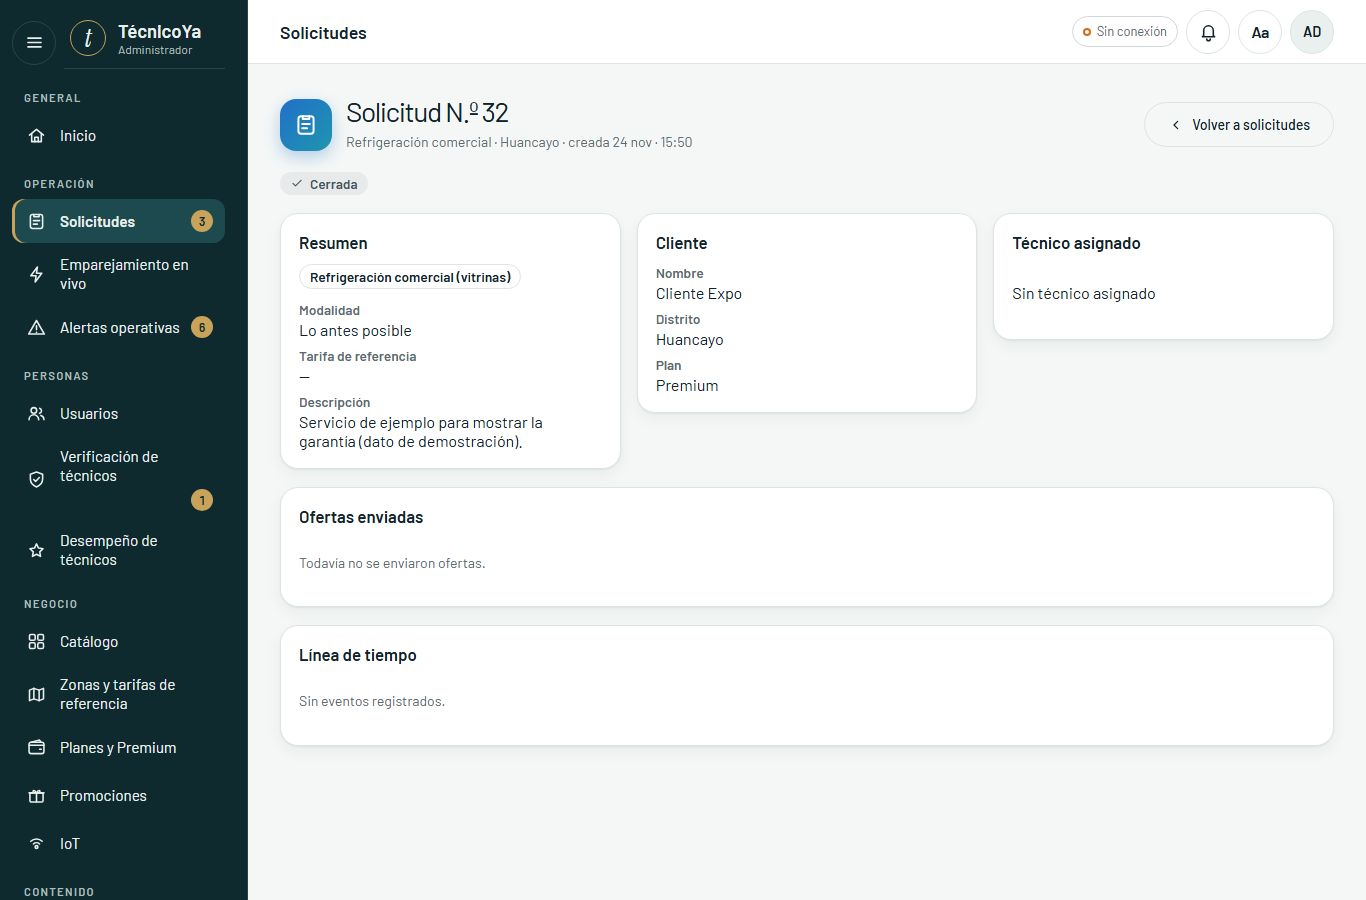 t
TécnicoYa
Administrador
GENERAL
Inicio
OPERACIÓN
Solicitudes 3
Emparejamiento en
vivo
Alertas operativas 6
PERSONAS
Usuarios
Verificación de
técnicos
1
Desempeño de
técnicos
NEGOCIO
Catálogo
Zonas y tarifas de
referencia
Planes y Premium
Promociones
IoT
CONTENIDO
Solicitudes
Sin conexión
Aa
AD
Solicitud N.º 32
Refrigeración comercial · Huancayo · creada 24 nov · 15:50
Volver a solicitudes
Cerrada
Resumen
Refrigeración comercial (vitrinas)
Modalidad
Lo antes posible
Tarifa de referencia
—
Descripción
Servicio de ejemplo para mostrar la
garantía (dato de demostración).
Cliente
Nombre
Cliente Expo
Distrito
Huancayo
Plan
Premium
Técnico asignado
Sin técnico asignado
Ofertas enviadas
Todavía no se enviaron ofertas.
Línea de tiempo
Sin eventos registrados.